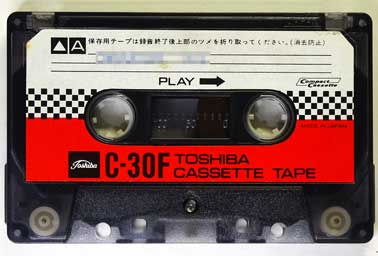 ▲A 保存用テープは録音終了後上部のツメを折り取ってください。(消去防止)
PLAY →
Compact Cassette
MADE IN JAPAN
Toshiba C-30F TOSHIBA
CASSETTE TAPE